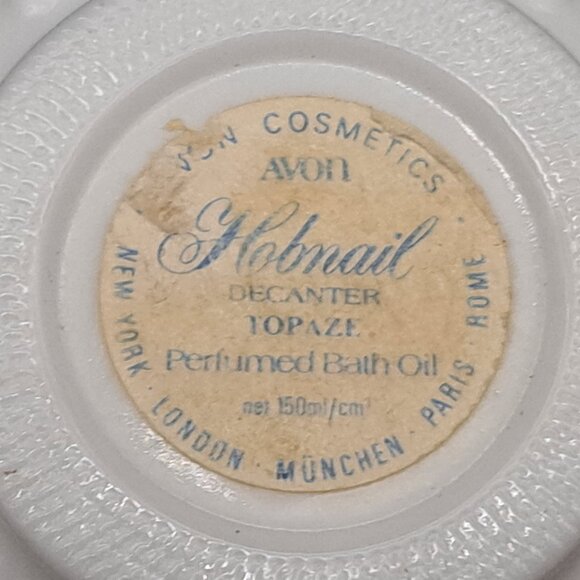 VON COSMETICS ·
AVON
Hobnail
DECANTER
TOPAZE
Perfumed Bath Oil
net 150ml/cm³
NEW YORK · LONDON · MÜNCHEN · PARIS · ROME